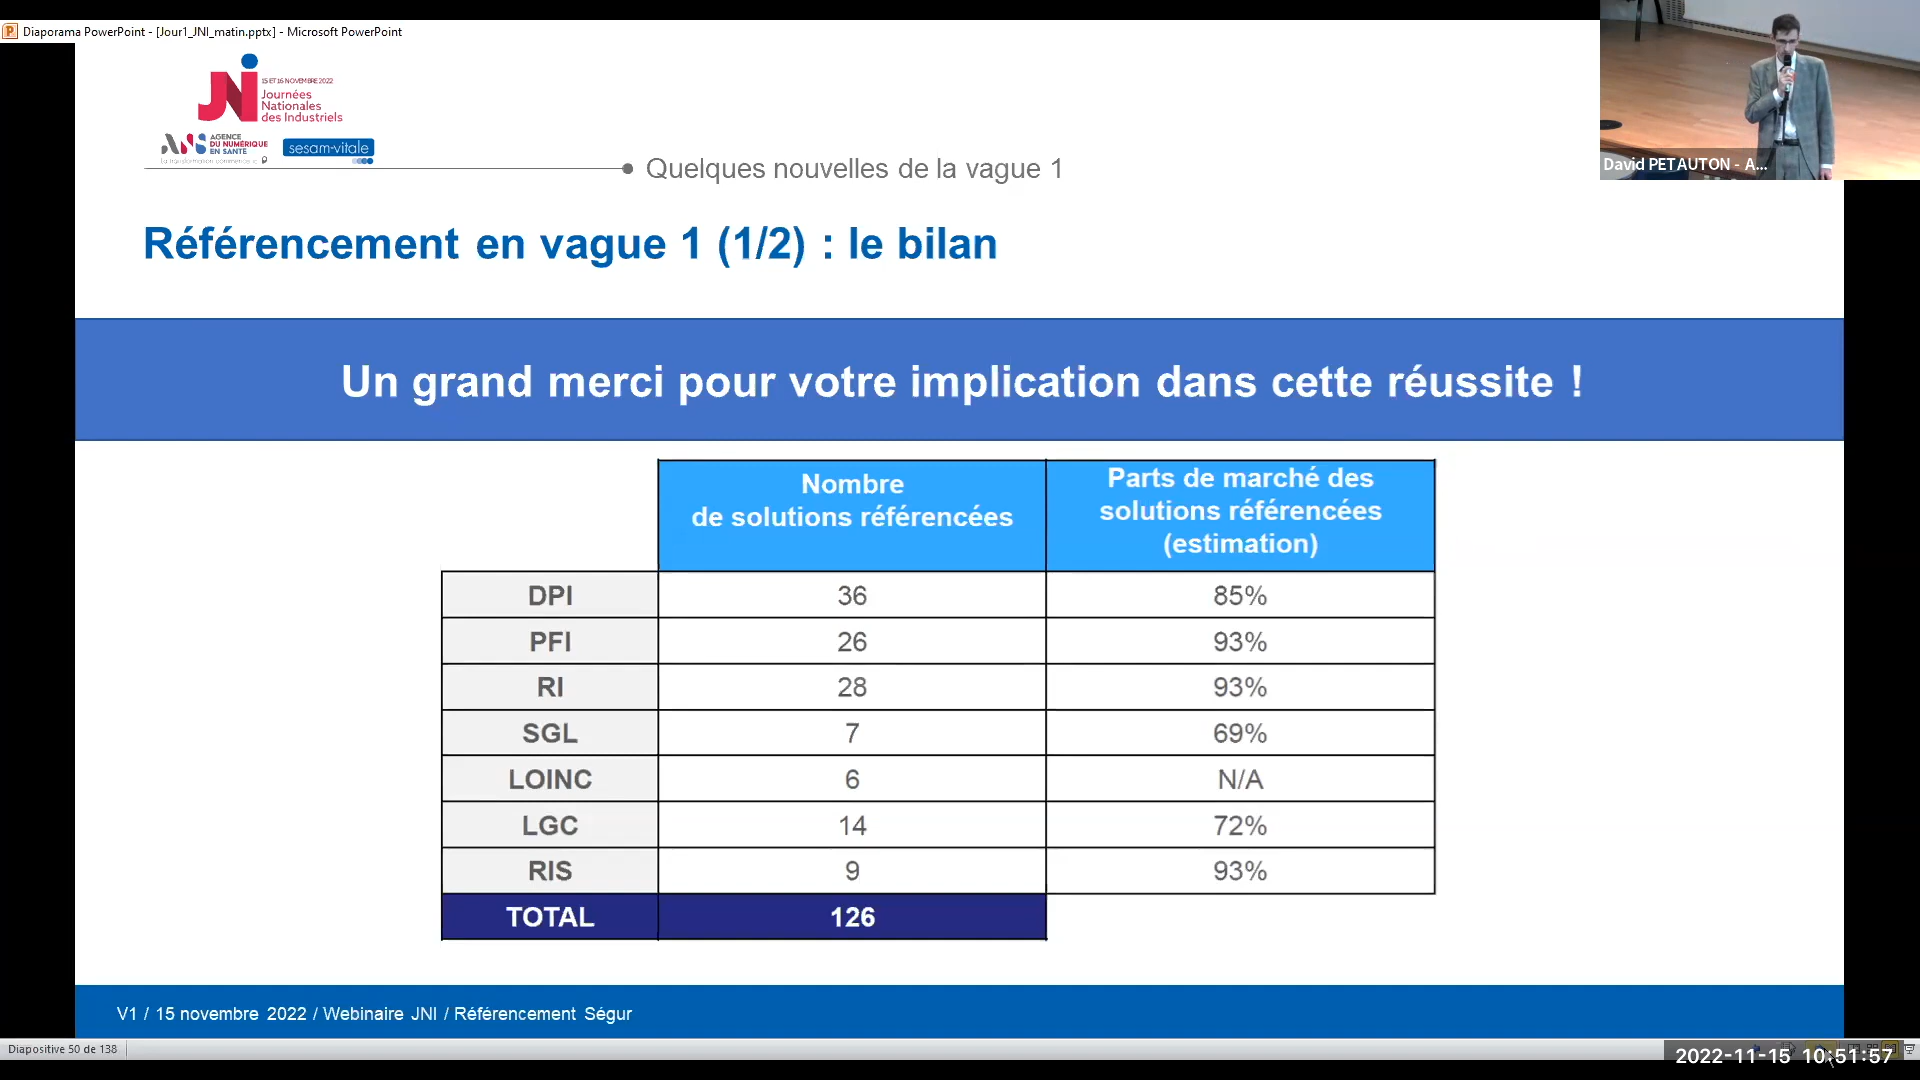 Diaporama PowerPoint - [Jour1_JNI_matin.pptx] - Microsoft PowerPoint
JNI
15 ET 16 NOVEMBRE 2022
Journées
Nationales
des Industriels
ANS
AGENCE
DU NUMÉRIQUE
EN SANTÉ
La transformation commence ici
sesam-vitale
Quelques nouvelles de la vague 1
David PETAUTON - A...
Référencement en vague 1 (1/2) : le bilan
Un grand merci pour votre implication dans cette réussite !
Nombre
de solutions référencées
Parts de marché des
solutions référencées
(estimation)
DPI 36 85%
PFI 26 93%
RI 28 93%
SGL 7 69%
LOINC 6 N/A
LGC 14 72%
RIS 9 93%
TOTAL 126
V1 / 15 novembre 2022 / Webinaire JNI / Référencement Ségur
Diapositive 50 de 138
2022-11-15 10:51:57